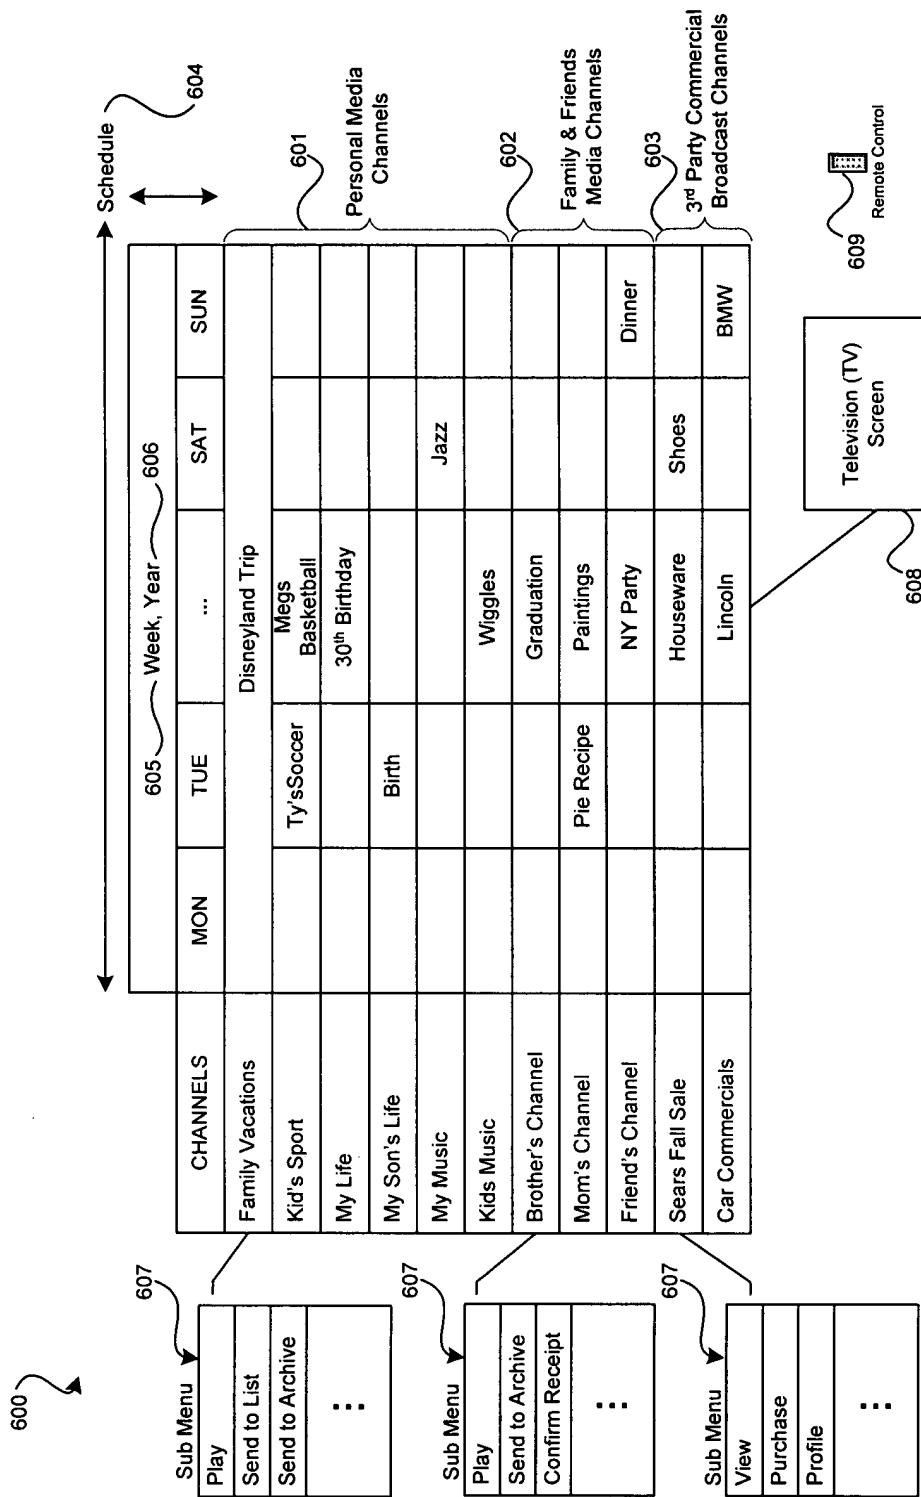 600
Schedule
604
605 Week, Year 606
CHANNELS MON TUE ... SAT SUN
Family Vacations Disneyland Trip
Kid's Sport Ty'sSoccer Megs Basketball
My Life 30th Birthday
My Son's Life Birth
My Music Jazz
Kids Music Wiggles
Brother's Channel Graduation
Mom's Channel Pie Recipe Paintings
Friend's Channel NY Party Dinner
Sears Fall Sale Houseware Shoes
Car Commercials Lincoln BMW
601
Personal Media
Channels
602
Family & Friends
Media Channels
603
3rd Party Commercial
Broadcast Channels
Sub Menu
607
Play
Send to List
Send to Archive
...
Sub Menu
607
Play
Send to Archive
Confirm Receipt
...
Sub Menu
607
View
Purchase
Profile
...
Television (TV)
Screen
608
609
Remote Control